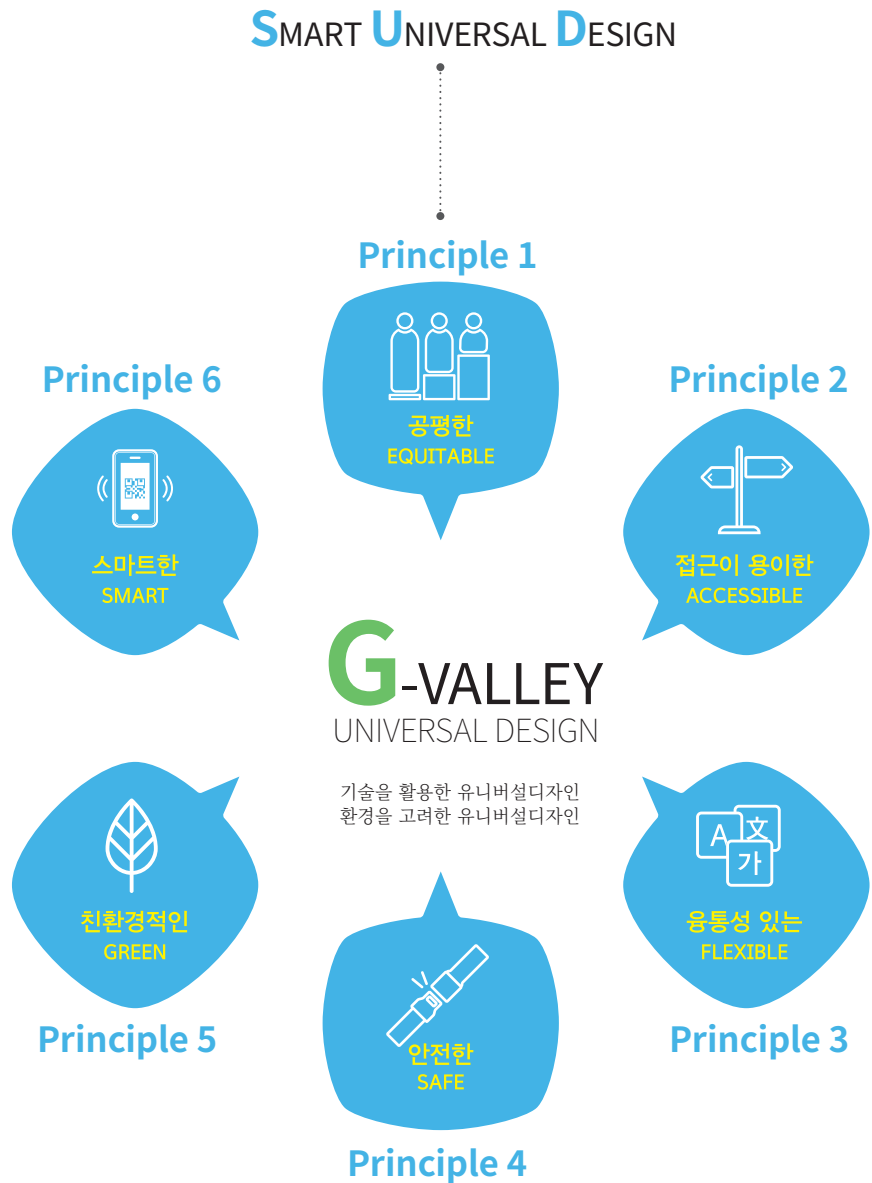 SMART UNIVERSAL DESIGN
Principle 1
공평한
EQUITABLE
Principle 6
스마트한
SMART
Principle 2
접근이 용이한
ACCESSIBLE
G-VALLEY
UNIVERSAL DESIGN
기술을 활용한 유니버설디자인
환경을 고려한 유니버설디자인
친환경적인
GREEN
Principle 5
A
文
가
융통성 있는
FLEXIBLE
Principle 3
안전한
SAFE
Principle 4